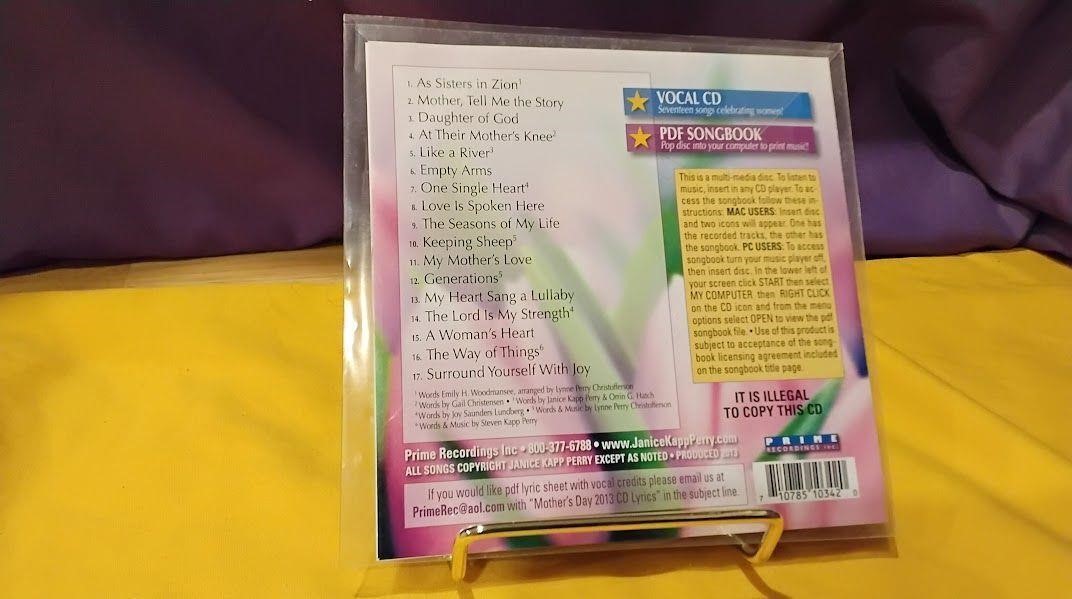 1. As Sisters in Zion¹
2. Mother, Tell Me the Story
3. Daughter of God
4. At Their Mother's Knee²
5. Like a River³
6. Empty Arms
7. One Single Heart⁴
8. Love Is Spoken Here
9. The Seasons of My Life
10. Keeping Sheep⁵
11. My Mother's Love
12. Generations⁵
13. My Heart Sang a Lullaby
14. The Lord Is My Strength⁴
15. A Woman's Heart
16. The Way of Things⁶
17. Surround Yourself With Joy
¹ Words Emily H. Woodmansee, arranged by Lynne Perry Christofferson
² Words by Gail Christensen • ³ Words by Janice Kapp Perry & Orrin G. Hatch
⁴ Words by Joy Saunders Lundberg • ⁵ Words & Music by Lynne Perry Christofferson
⁶ Words & Music by Steven Kapp Perry
VOCAL CD
Seventeen songs celebrating women!
PDF SONGBOOK
Pop disc into your computer to print music!!
This is a multi-media disc. To listen to
music, insert in any CD player. To ac-
cess the songbook follow these in-
structions: MAC USERS: Insert disc
and two icons will appear. One has
the recorded tracks, the other has
the songbook. PC USERS: To access
songbook turn your music player off,
then insert disc. In the lower left of
your screen click START then select
MY COMPUTER then RIGHT CLICK
on the CD icon and from the menu
options select OPEN to view the pdf
songbook file. • Use of this product is
subject to acceptance of the song-
book licensing agreement included
on the songbook title page.
IT IS ILLEGAL
TO COPY THIS CD
Prime Recordings Inc • 800-377-6788 • www.JaniceKappPerry.com
ALL SONGS COPYRIGHT JANICE KAPP PERRY EXCEPT AS NOTED • PRODUCED 2013
If you would like pdf lyric sheet with vocal credits please email us at
PrimeRec@aol.com with "Mother's Day 2013 CD Lyrics" in the subject line.
PRIME
RECORDINGS INC.
7 10785 10342 0